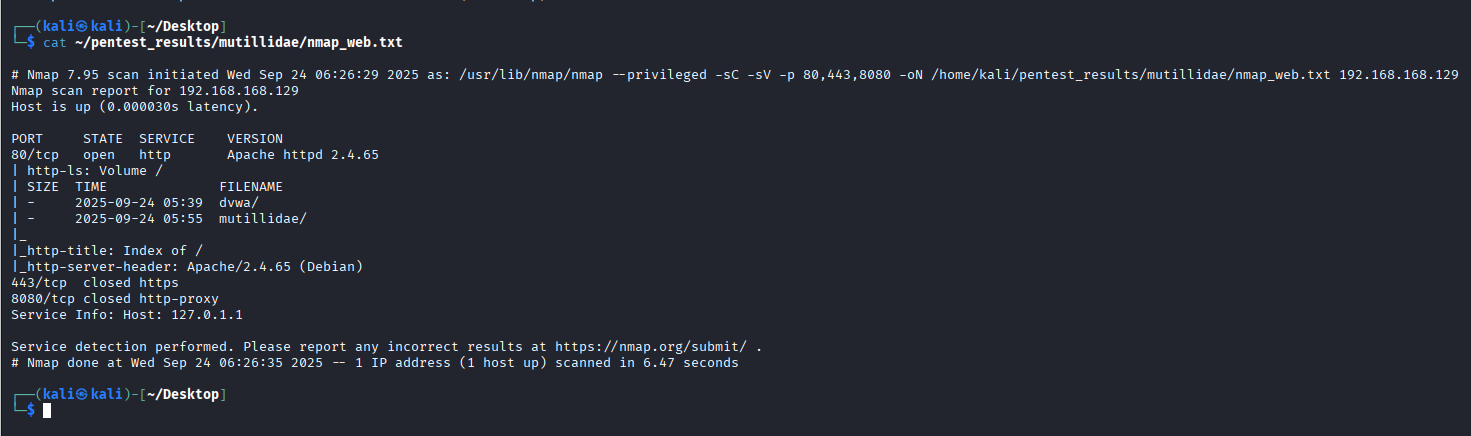 ┌──(kali㉿kali)-[~/Desktop]
└─$ cat ~/pentest_results/mutillidae/nmap_web.txt
# Nmap 7.95 scan initiated Wed Sep 24 06:26:29 2025 as: /usr/lib/nmap/nmap --privileged -sC -sV -p 80,443,8080 -oN /home/kali/pentest_results/mutillidae/nmap_web.txt 192.168.168.129
Nmap scan report for 192.168.168.129
Host is up (0.000030s latency).
PORT     STATE  SERVICE    VERSION
80/tcp   open   http       Apache httpd 2.4.65
| http-ls: Volume /
| SIZE  TIME              FILENAME
| -     2025-09-24 05:39  dvwa/
| -     2025-09-24 05:55  mutillidae/
|_
|_http-title: Index of /
|_http-server-header: Apache/2.4.65 (Debian)
443/tcp  closed https
8080/tcp closed http-proxy
Service Info: Host: 127.0.1.1
Service detection performed. Please report any incorrect results at https://nmap.org/submit/ .
# Nmap done at Wed Sep 24 06:26:35 2025 -- 1 IP address (1 host up) scanned in 6.47 seconds
┌──(kali㉿kali)-[~/Desktop]
└─$